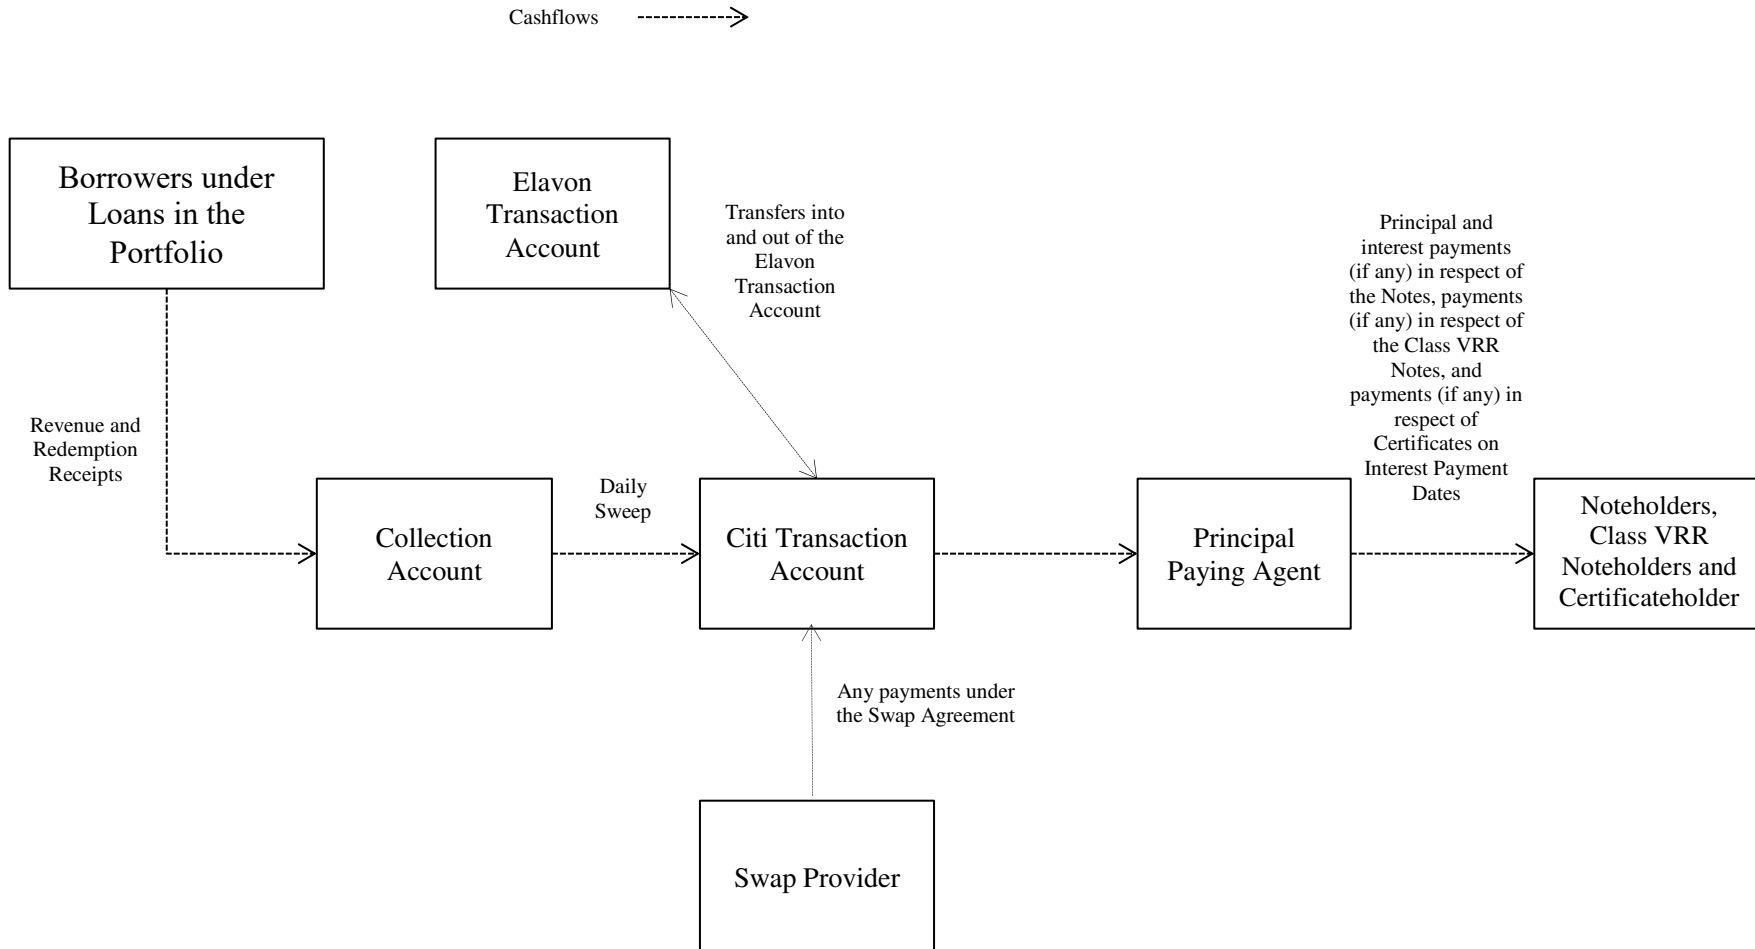 Cashflows
Borrowers under
Loans in the
Portfolio
Elavon
Transaction
Account
Transfers into
and out of the
Elavon
Transaction
Account
Principal and
interest payments
(if any) in respect of
the Notes, payments
(if any) in respect of
the Class VRR
Notes, and
payments (if any) in
respect of
Certificates on
Interest Payment
Dates
Revenue and
Redemption
Receipts
Collection
Account
Daily
Sweep
Citi Transaction
Account
Principal
Paying Agent
Noteholders,
Class VRR
Noteholders and
Certificateholder
Any payments under
the Swap Agreement
Swap Provider